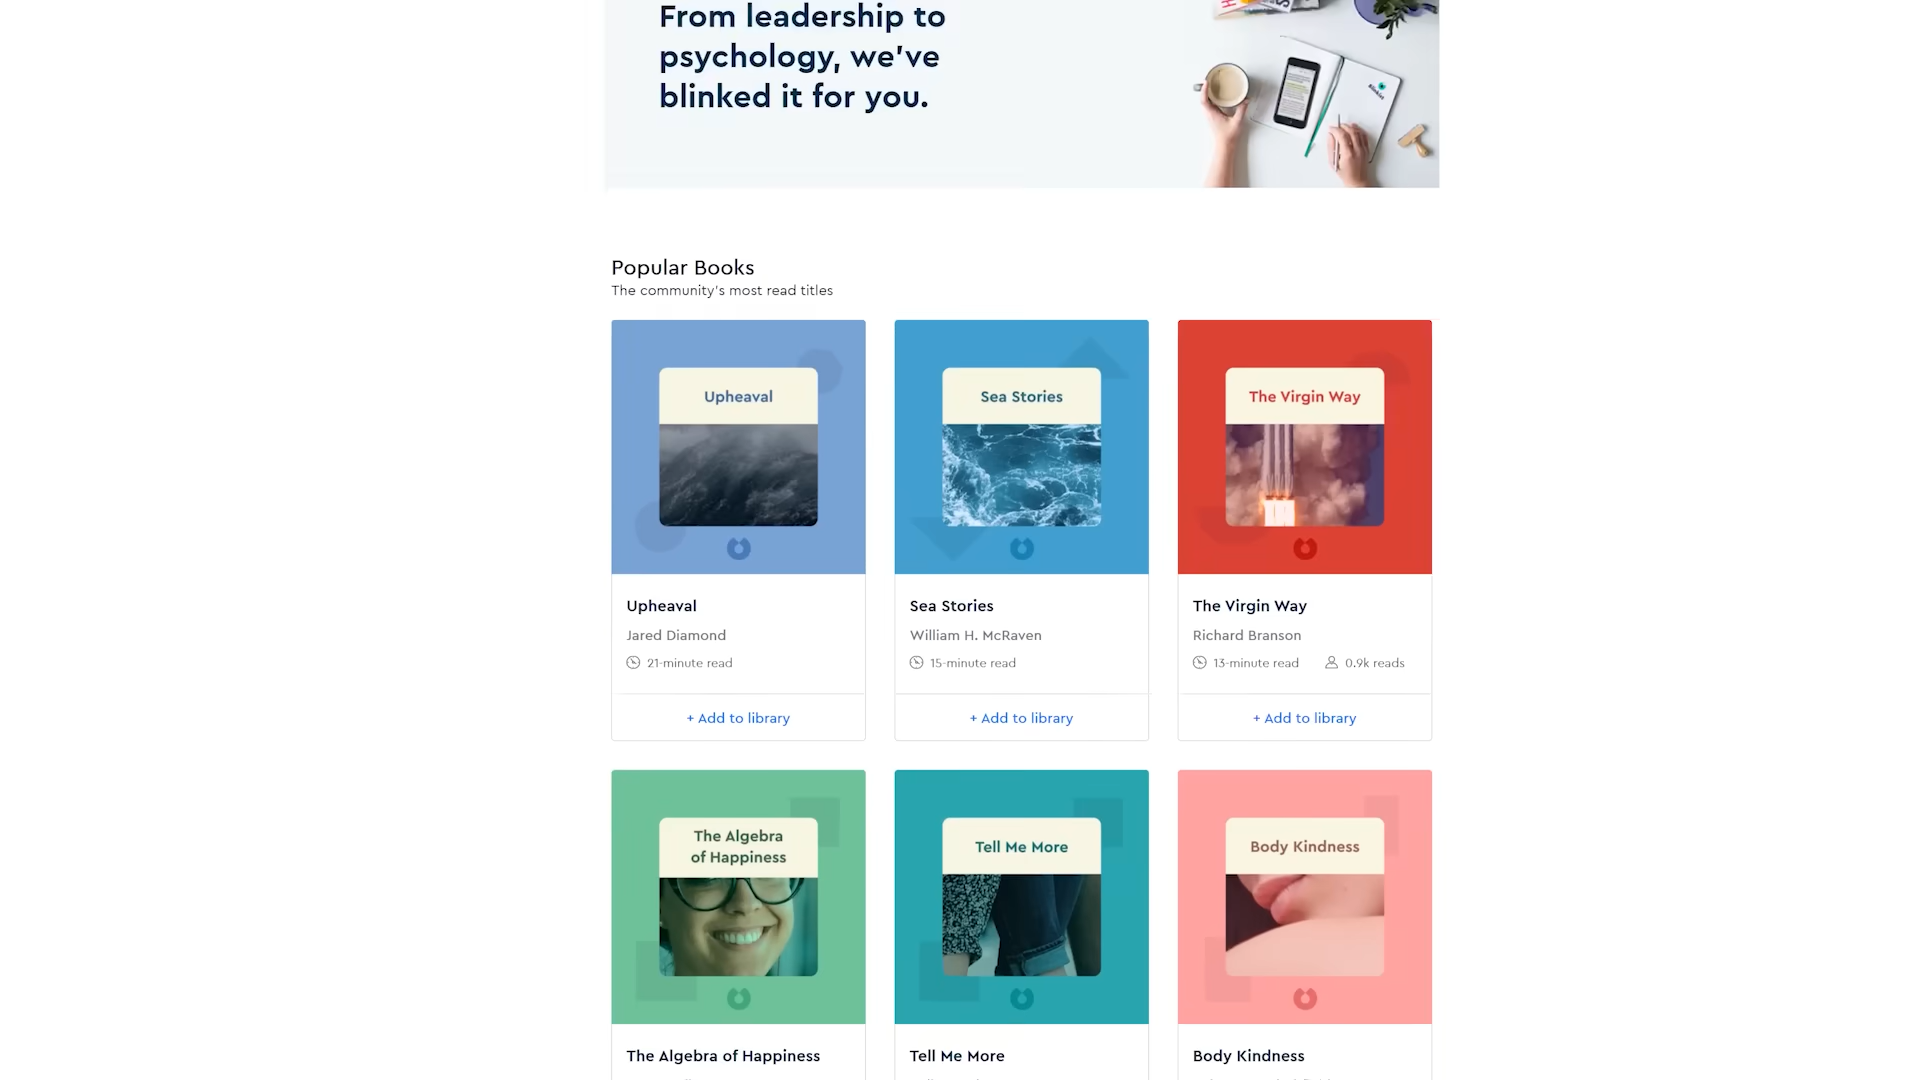 From leadership to
psychology, we've
blinked it for you.
Blinkist
Popular Books
The community's most read titles
Upheaval
Sea Stories
The Virgin Way
Upheaval
Jared Diamond
21-minute read
+ Add to library
Sea Stories
William H. McRaven
15-minute read
+ Add to library
The Virgin Way
Richard Branson
13-minute read
0.9k reads
+ Add to library
The Algebra
of Happiness
Tell Me More
Body Kindness
The Algebra of Happiness
Tell Me More
Body Kindness